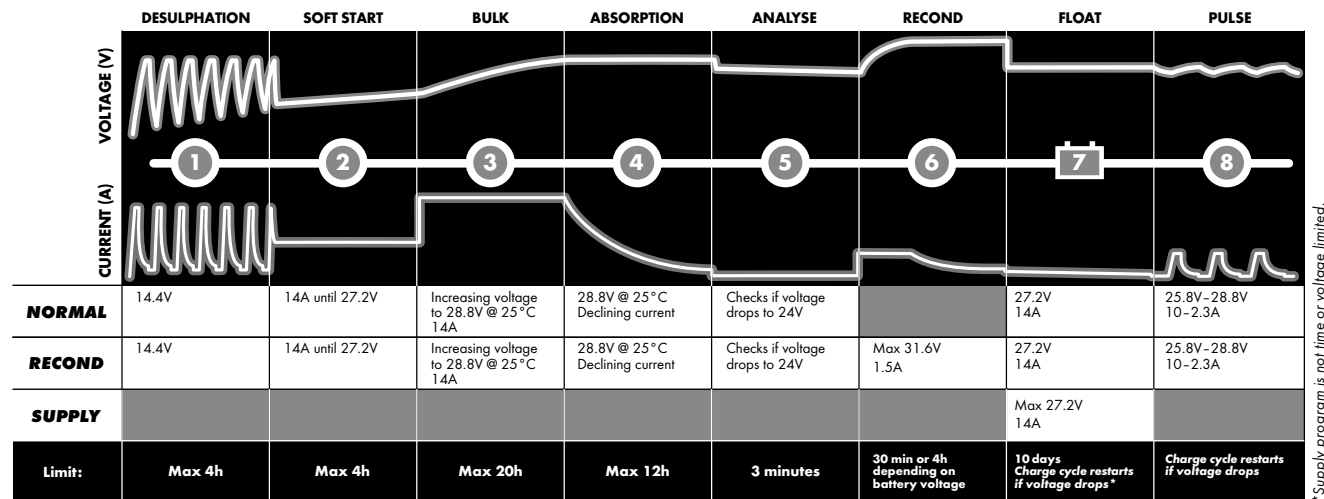 DESULPHATION SOFT START BULK ABSORPTION ANALYSE RECOND FLOAT PULSE
VOLTAGE (V)
1 2 3 4 5 6 7 8
CURRENT (A)
NORMAL
14.4V
14A until 27.2V
Increasing voltage
to 28.8V @ 25°C
14A
28.8V @ 25°C
Declining current
Checks if voltage
drops to 24V
27.2V
14A
25.8V–28.8V
10–2.3A
RECOND
14.4V
14A until 27.2V
Increasing voltage
to 28.8V @ 25°C
14A
28.8V @ 25°C
Declining current
Checks if voltage
drops to 24V
Max 31.6V
1.5A
27.2V
14A
25.8V–28.8V
10–2.3A
SUPPLY
Max 27.2V
14A
Limit:
Max 4h
Max 4h
Max 20h
Max 12h
3 minutes
30 min or 4h
depending on
battery voltage
10 days
Charge cycle restarts
if voltage drops*
Charge cycle restarts
if voltage drops
*Supply program is not time or voltage limited.